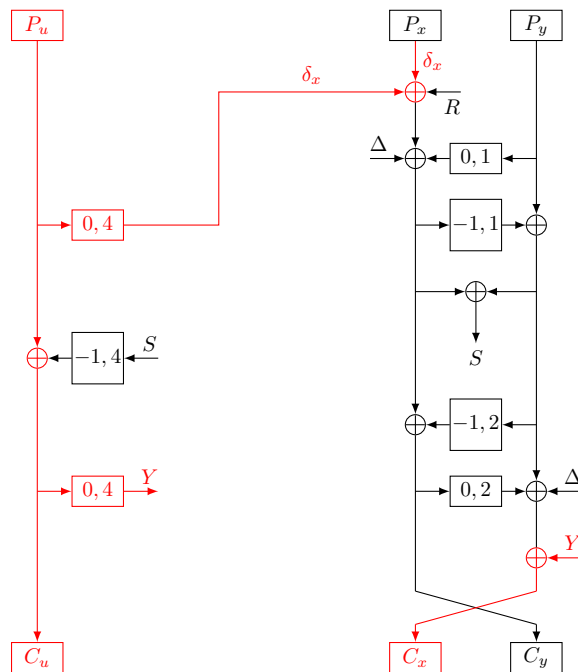 P_u P_x P_y
δ_x δ_x
R
Δ 0, 1
0, 4 −1, 1
S
−1, 4 S
−1, 2
0, 4 Y 0, 2 Δ
Y
C_u C_x C_y